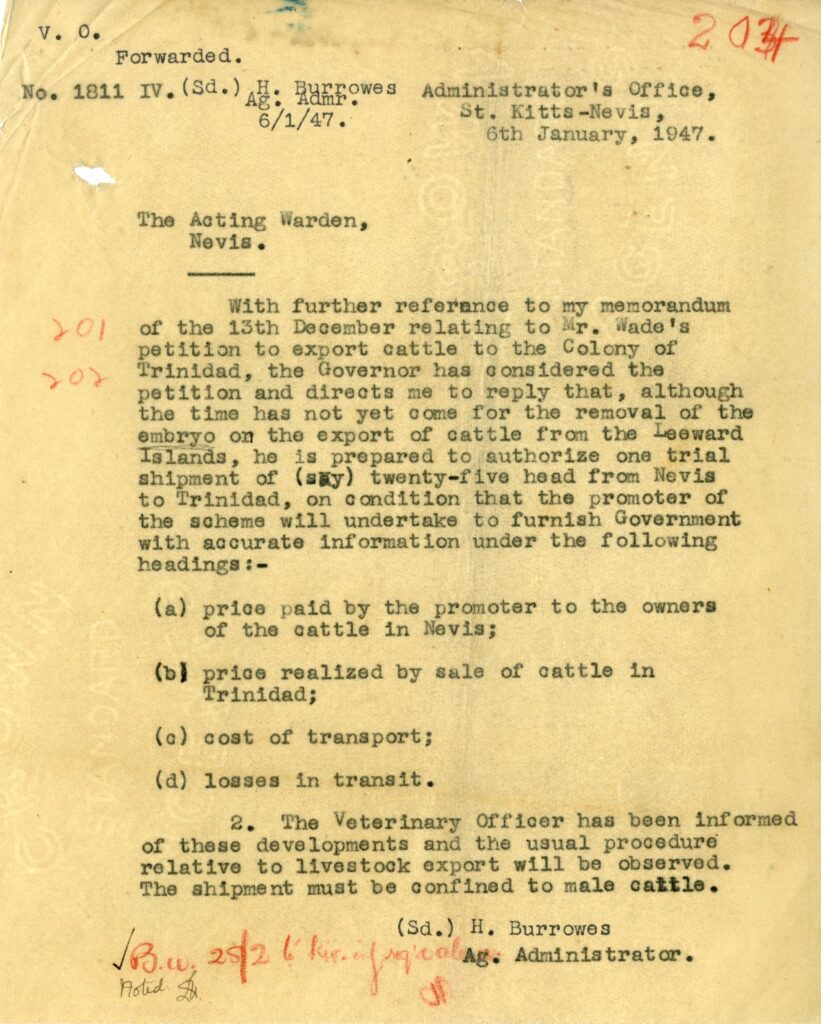 V. O.
Forwarded.
No. 1811 IV. (Sd.) H. Burrowes
Ag. Admr.
6/1/47.
Administrator's Office,
St. Kitts-Nevis,
6th January, 1947.
The Acting Warden,
Nevis.
With further reference to my memorandum
201
of the 13th December relating to Mr. Wade's
petition to export cattle to the Colony of
202
Trinidad, the Governor has considered the
petition and directs me to reply that, although
the time has not yet come for the removal of the
embryo on the export of cattle from the Leeward
Islands, he is prepared to authorize one trial
shipment of (say) twenty-five head from Nevis
to Trinidad, on condition that the promoter of
the scheme will undertake to furnish Government
with accurate information under the following
headings:-
(a) price paid by the promoter to the owners
of the cattle in Nevis;
(b) price realized by sale of cattle in
Trinidad;
(c) cost of transport;
(d) losses in transit.
2. The Veterinary Officer has been informed
of these developments and the usual procedure
relative to livestock export will be observed.
The shipment must be confined to male cattle.
(Sd.) H. Burrowes
Ag. Administrator.
B.u. 28/2
Noted